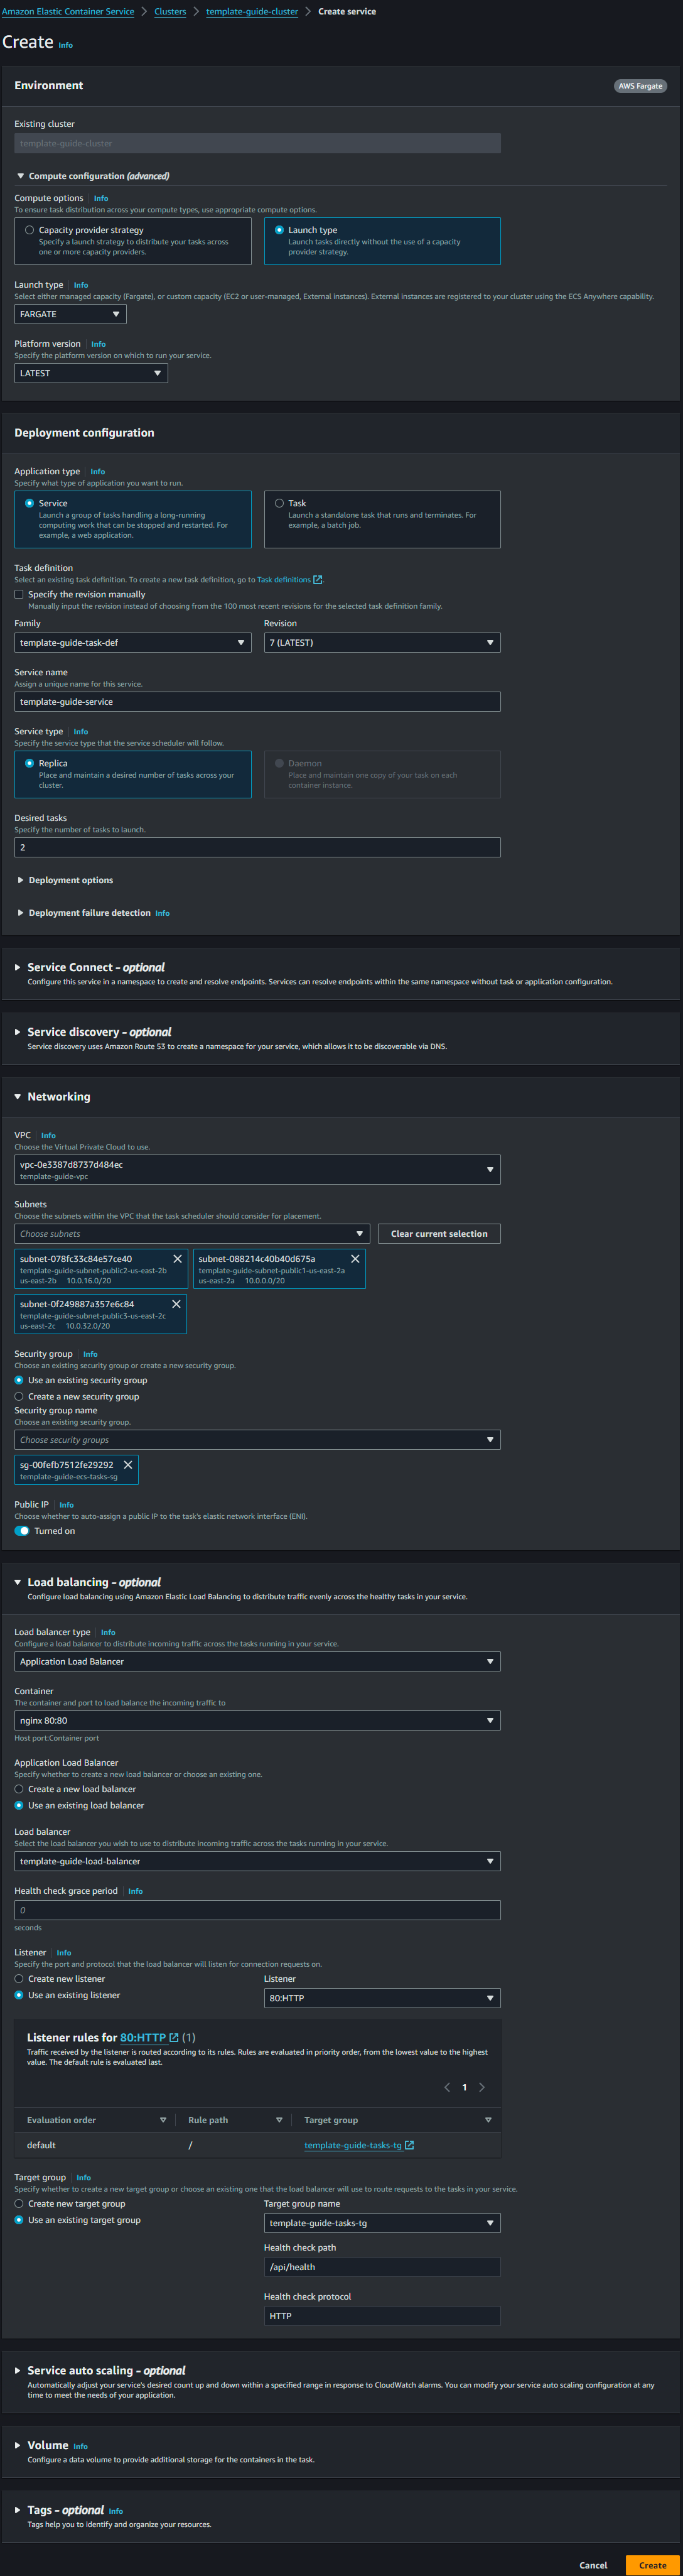 Amazon Elastic Container Service > Clusters > template-guide-cluster > Create service
Create Info
Environment
AWS Fargate
Existing cluster
template-guide-cluster
Compute configuration (advanced)
Compute options Info
To ensure task distribution across your compute types, use appropriate compute options.
Capacity provider strategy
Specify a launch strategy to distribute your tasks across
one or more capacity providers.
Launch type
Launch tasks directly without the use of a capacity
provider strategy.
Launch type Info
Select either managed capacity (Fargate), or custom capacity (EC2 or user-managed, External instances). External instances are registered to your cluster using the ECS Anywhere capability.
FARGATE
Platform version Info
Specify the platform version on which to run your service.
LATEST
Deployment configuration
Application type Info
Specify what type of application you want to run.
Service
Launch a group of tasks handling a long-running
computing work that can be stopped and restarted. For
example, a web application.
Task
Launch a standalone task that runs and terminates. For
example, a batch job.
Task definition
Select an existing task definition. To create a new task definition, go to Task definitions.
Specify the revision manually
Manually input the revision instead of choosing from the 100 most recent revisions for the selected task definition family.
Family
template-guide-task-def
Revision
7 (LATEST)
Service name
Assign a unique name for this service.
template-guide-service
Service type Info
Specify the service type that the service scheduler will follow.
Replica
Place and maintain a desired number of tasks across your
cluster.
Daemon
Place and maintain one copy of your task on each
container instance.
Desired tasks
Specify the number of tasks to launch.
2
Deployment options
Deployment failure detection Info
Service Connect - optional
Configure this service in a namespace to create and resolve endpoints. Services can resolve endpoints within the same namespace without task or application configuration.
Service discovery - optional
Service discovery uses Amazon Route 53 to create a namespace for your service, which allows it to be discoverable via DNS.
Networking
VPC Info
Choose the Virtual Private Cloud to use.
vpc-0e3387d8737d484ec
template-guide-vpc
Subnets
Choose the subnets within the VPC that the task scheduler should consider for placement.
Choose subnets
Clear current selection
subnet-078fc33c84e57ce40
template-guide-subnet-public2-us-east-2b
us-east-2b 10.0.16.0/20
subnet-088214c40b40d675a
template-guide-subnet-public1-us-east-2a
us-east-2a 10.0.0.0/20
subnet-0f249887a357e6c84
template-guide-subnet-public3-us-east-2c
us-east-2c 10.0.32.0/20
Security group Info
Choose an existing security group or create a new security group.
Use an existing security group
Create a new security group
Security group name
Choose an existing security group.
Choose security groups
sg-00fefb7512fe29292
template-guide-ecs-tasks-sg
Public IP Info
Choose whether to auto-assign a public IP to the task's elastic network interface (ENI).
Turned on
Load balancing - optional
Configure load balancing using Amazon Elastic Load Balancing to distribute traffic evenly across the healthy tasks in your service.
Load balancer type Info
Configure a load balancer to distribute incoming traffic across the tasks running in your service.
Application Load Balancer
Container
The container and port to load balance the incoming traffic to
nginx 80:80
Host port:Container port
Application Load Balancer
Specify whether to create a new load balancer or choose an existing one.
Create a new load balancer
Use an existing load balancer
Load balancer
Select the load balancer you wish to use to distribute incoming traffic across the tasks running in your service.
template-guide-load-balancer
Health check grace period Info
0
seconds
Listener Info
Specify the port and protocol that the load balancer will listen for connection requests on.
Create new listener
Use an existing listener
Listener
80:HTTP
Listener rules for 80:HTTP (1)
Traffic received by the listener is routed according to its rules. Rules are evaluated in priority order, from the lowest value to the highest
value. The default rule is evaluated last.
1
Evaluation order Rule path Target group
default / template-guide-tasks-tg
Target group Info
Specify whether to create a new target group or choose an existing one that the load balancer will use to route requests to the tasks in your service.
Create new target group
Use an existing target group
Target group name
template-guide-tasks-tg
Health check path
/api/health
Health check protocol
HTTP
Service auto scaling - optional
Automatically adjust your service's desired count up and down within a specified range in response to CloudWatch alarms. You can modify your service auto scaling configuration at any
time to meet the needs of your application.
Volume Info
Configure a data volume to provide additional storage for the containers in the task.
Tags - optional Info
Tags help you to identify and organize your resources.
Cancel
Create